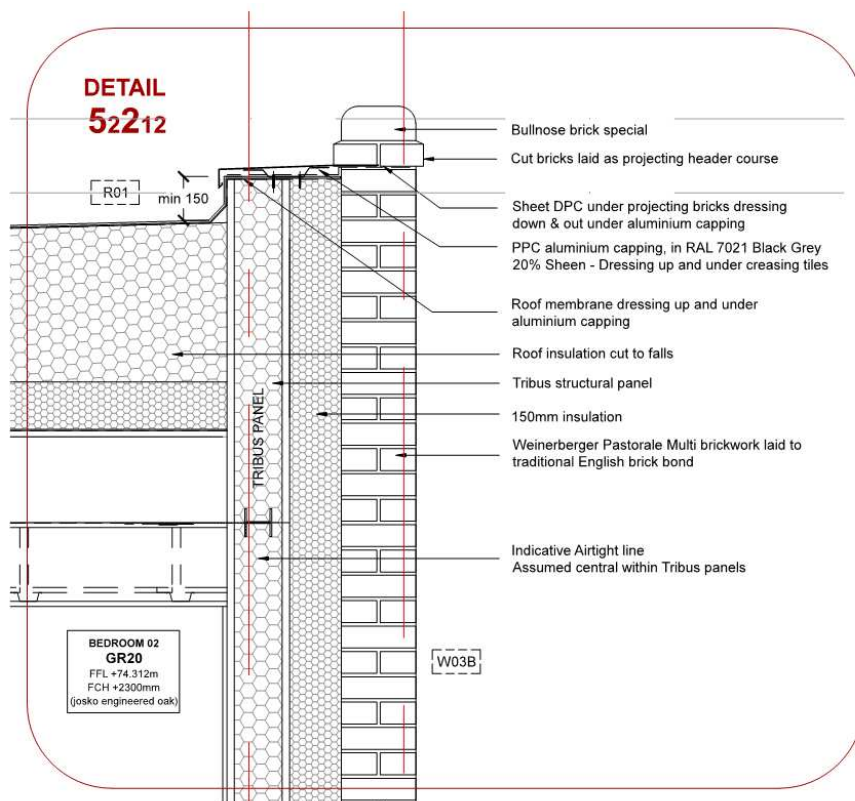 DETAIL
52212
R01
min 150
Bullnose brick special
Cut bricks laid as projecting header course
Sheet DPC under projecting bricks dressing
down & out under aluminium capping
PPC aluminium capping, in RAL 7021 Black Grey
20% Sheen - Dressing up and under creasing tiles
Roof membrane dressing up and under
aluminium capping
Roof insulation cut to falls
Tribus structural panel
150mm insulation
Weinerberger Pastorale Multi brickwork laid to
traditional English brick bond
TRIBUS PANEL
Indicative Airtight line
Assumed central within Tribus panels
BEDROOM 02
GR20
FFL +74.312m
FCH +2300mm
(josko engineered oak)
W03B